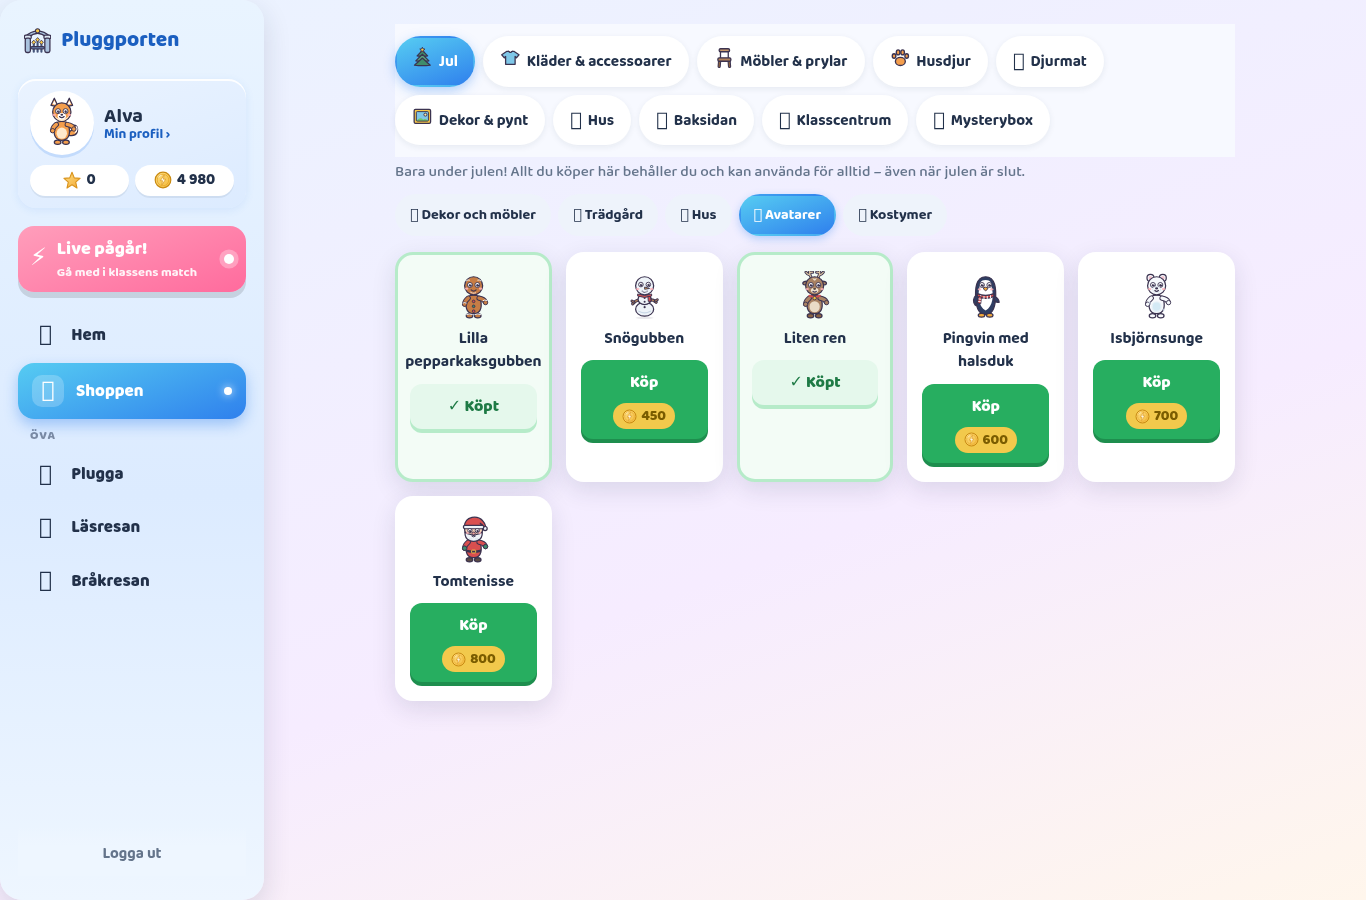 Pluggporten
Alva
Min profil ›
0
4 980
Live pågår!
Gå med i klassens match
Hem
Shoppen
ÖVA
Plugga
Läsresan
Bråkresan
Logga ut
Jul
Kläder & accessoarer
Möbler & prylar
Husdjur
Djurmat
Dekor & pynt
Hus
Baksidan
Klasscentrum
Mysterybox
Bara under julen! Allt du köper här behåller du och kan använda för alltid – även när julen är slut.
Dekor och möbler
Trädgård
Hus
Avatarer
Kostymer
Lilla
pepparkaksgubben
✓ Köpt
Snögubben
Köp
450
Liten ren
✓ Köpt
Pingvin med
halsduk
Köp
600
Isbjörnsunge
Köp
700
Tomtenisse
Köp
800